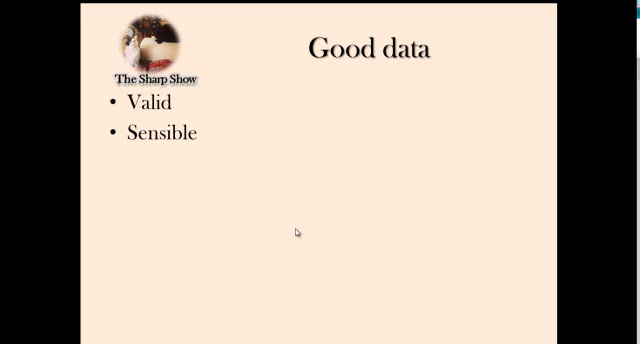 Good data
The Sharp Show
• Valid
• Sensible